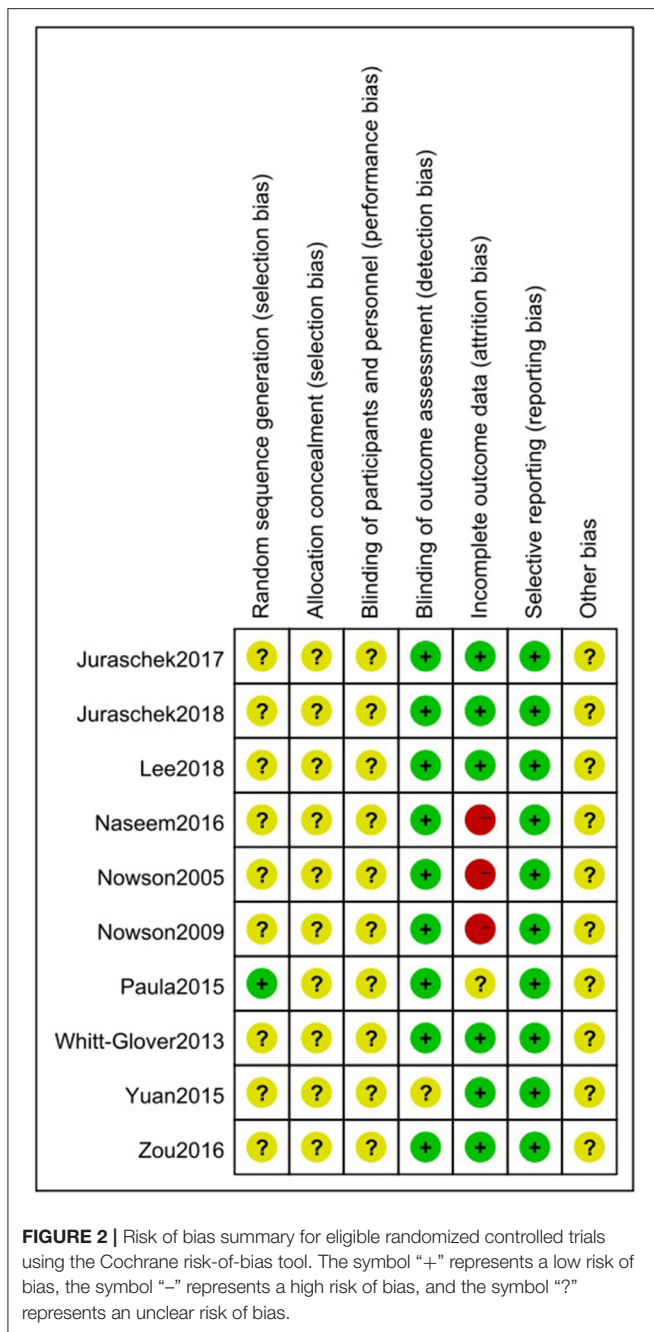 Random sequence generation (selection bias)
Allocation concealment (selection bias)
Blinding of participants and personnel (performance bias)
Blinding of outcome assessment (detection bias)
Incomplete outcome data (attrition bias)
Selective reporting (reporting bias)
Other bias
Juraschek2017 ? ? ? + + + ?
Juraschek2018 ? ? ? + + + ?
Lee2018 ? ? ? + + + ?
Naseem2016 ? ? ? + – + ?
Nowson2005 ? ? ? + – + ?
Nowson2009 ? ? ? + – + ?
Paula2015 + ? ? + ? + ?
Whitt-Glover2013 ? ? ? + + + ?
Yuan2015 ? ? ? ? + + ?
Zou2016 ? ? ? + + + ?
FIGURE 2 | Risk of bias summary for eligible randomized controlled trials
using the Cochrane risk-of-bias tool. The symbol “+” represents a low risk of
bias, the symbol “–” represents a high risk of bias, and the symbol “?”
represents an unclear risk of bias.